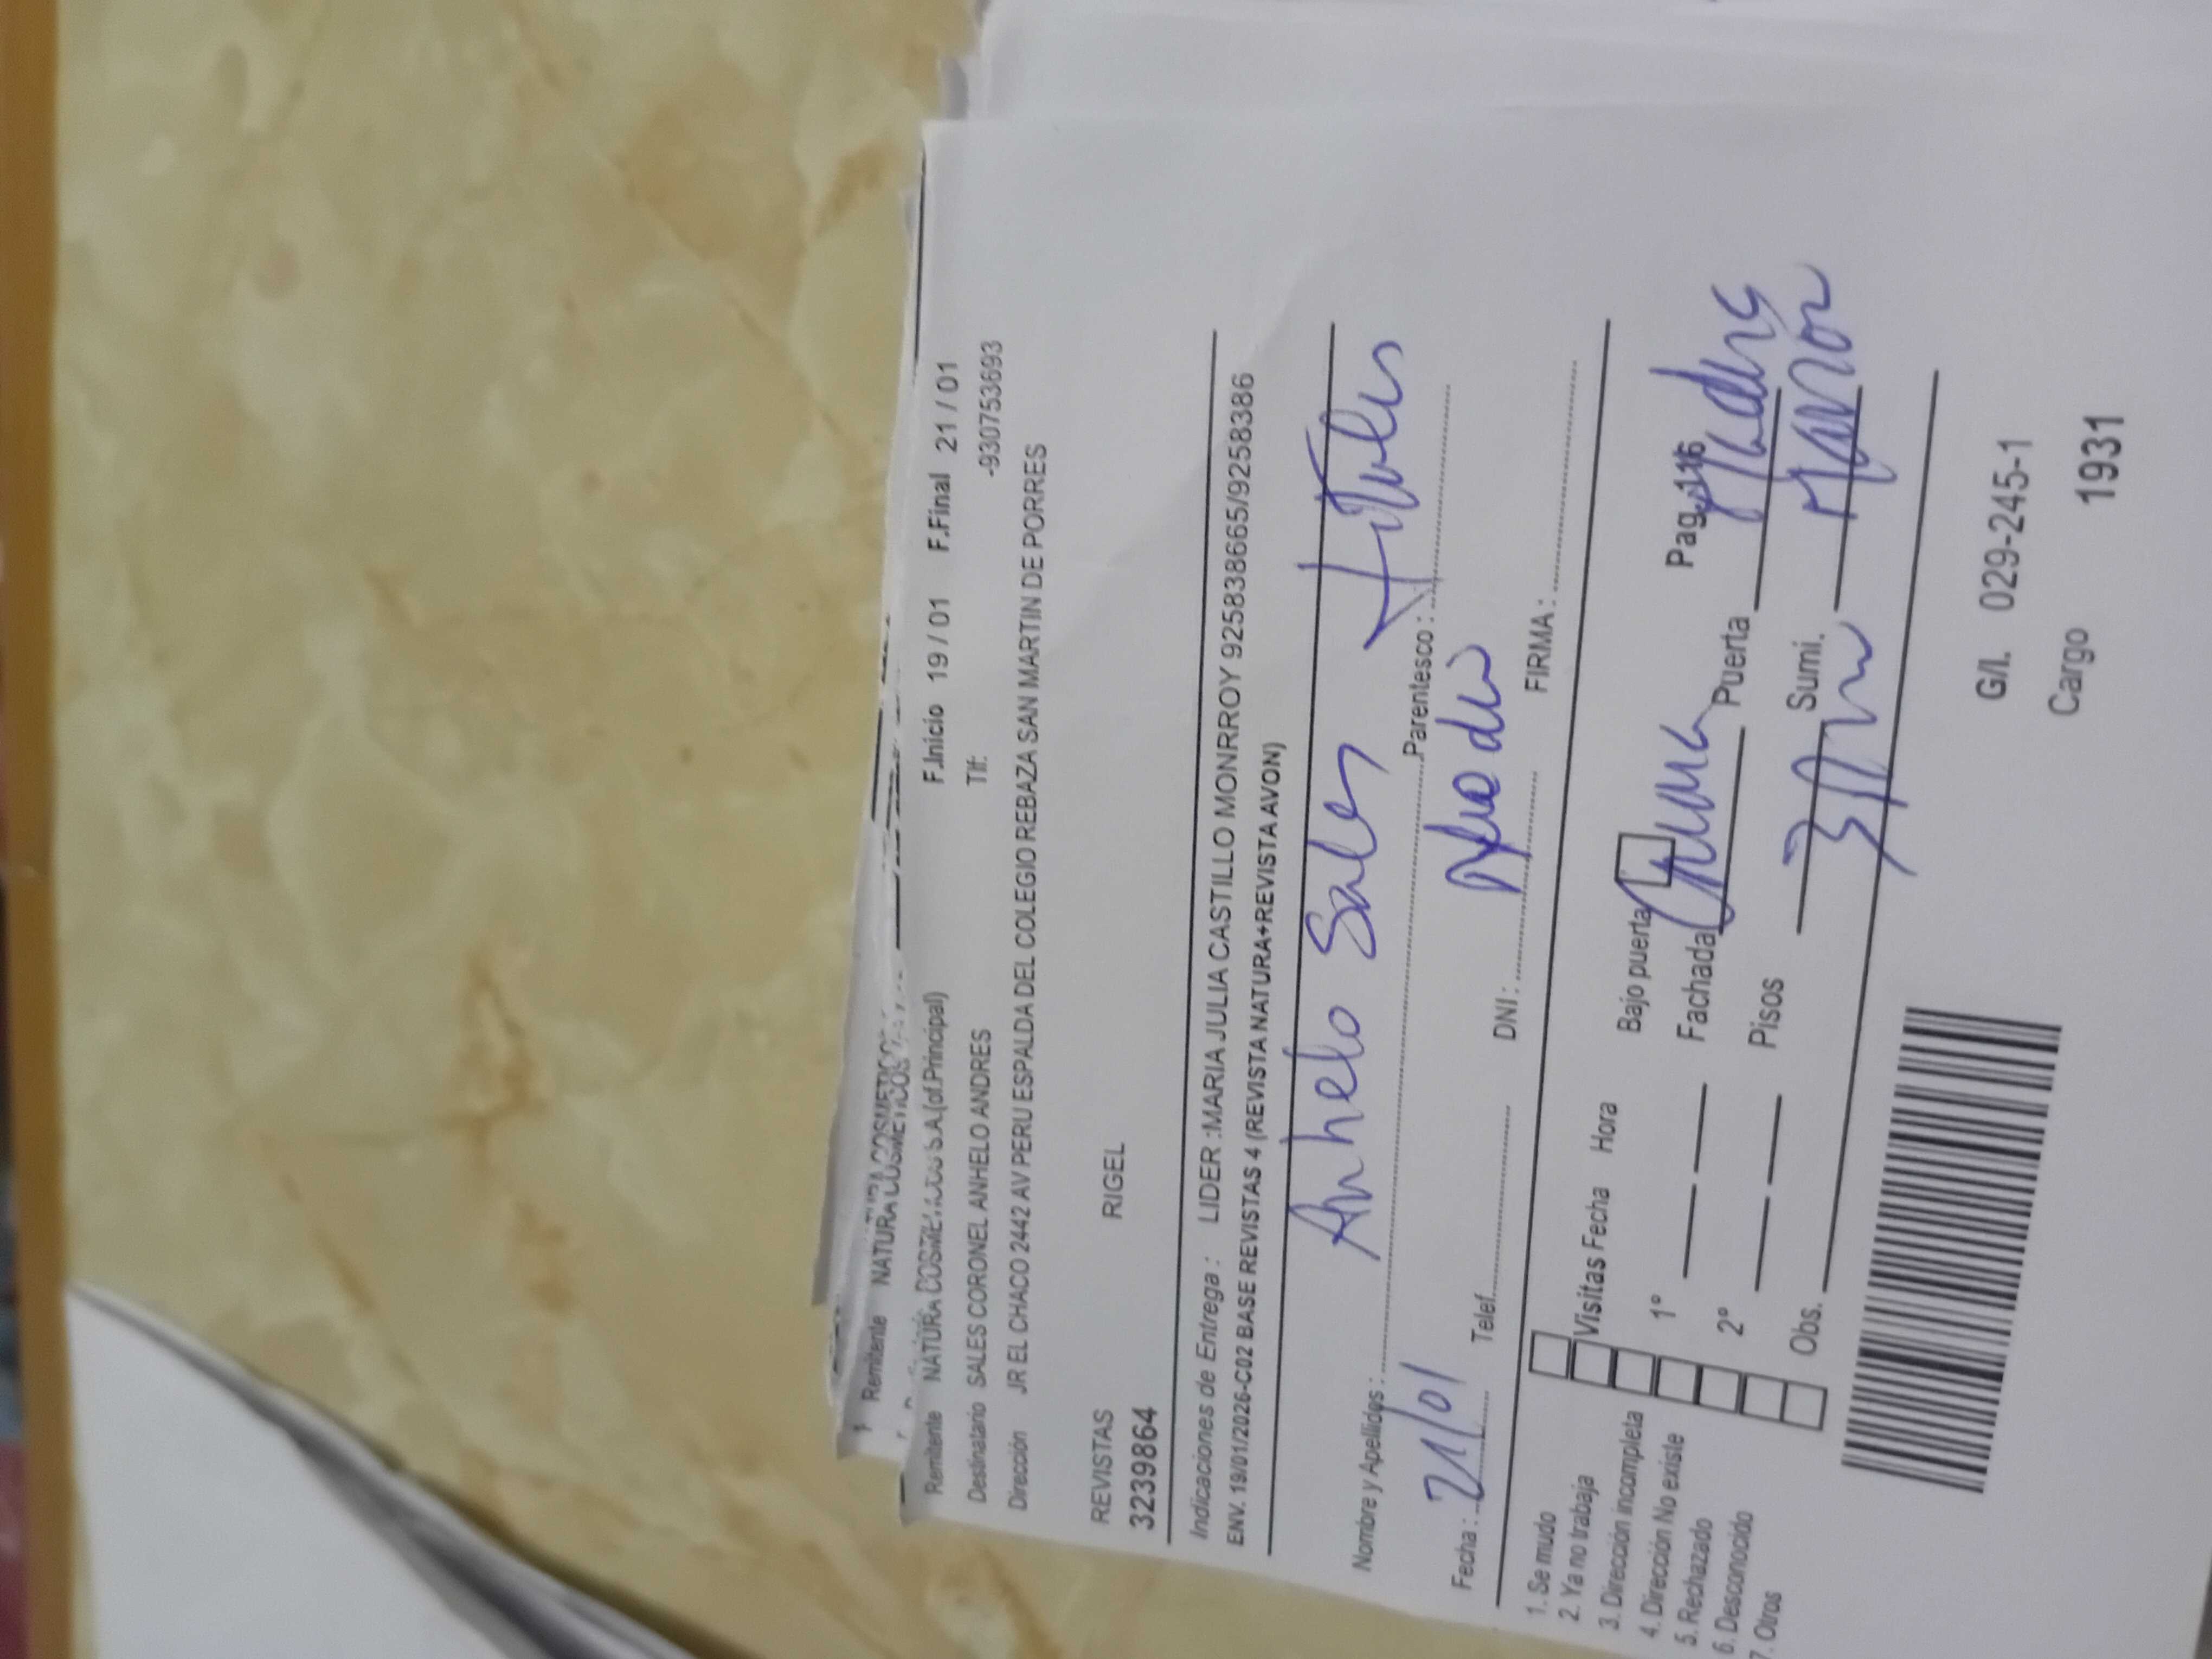 Remitente NATURA COSMETICOS
Remitente NATURA COSMETICOS S.A.(of.Principal) F.Inicio 19 / 01 F.Final 21 / 01
Destinatario SALES CORONEL ANHELO ANDRES Tlf: -930753693
Dirección JR EL CHACO 2442 AV PERU ESPALDA DEL COLEGIO REBAZA SAN MARTIN DE PORRES
REVISTAS RIGEL
3239864
Indicaciones de Entrega : LIDER :MARIA JULIA CASTILLO MONRROY 925838665/9258386
ENV. 19/01/2026-C02 BASE REVISTAS 4 (REVISTA NATURA+REVISTA AVON)
Anhelo Sales Titular
Nombre y Apellidos : Parentesco :
Fecha : 21/01 Telef. DNI : FIRMA :
1. Se mudo
2. Ya no trabaja
3. Dirección incompleta
4. Dirección No existe
5. Rechazado
6. Desconocido
7. Otros
Visitas Fecha Hora Bajo puerta Pag.116
1° Fachada Puerta
2° Pisos Sumi.
Obs.
G/I. 029-245-1
Cargo 1931